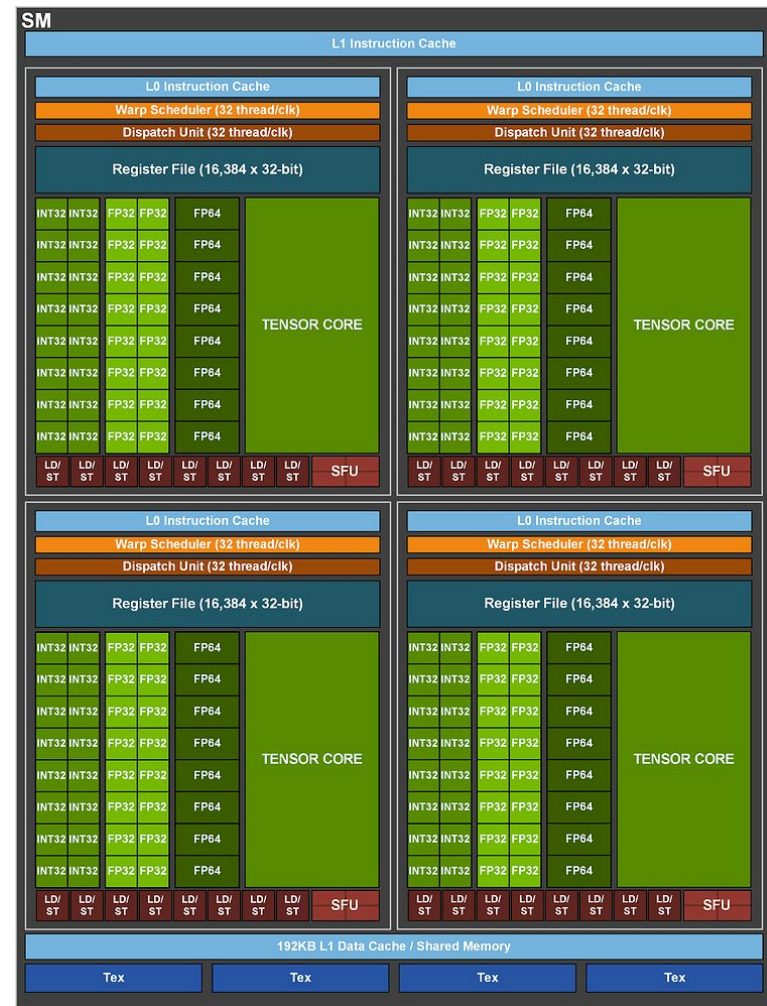 SM
L1 Instruction Cache
L0 Instruction Cache
Warp Scheduler (32 thread/clk)
Dispatch Unit (32 thread/clk)
Register File (16,384 x 32-bit)
INT32 INT32 FP32 FP32 FP64
INT32 INT32 FP32 FP32 FP64
INT32 INT32 FP32 FP32 FP64
INT32 INT32 FP32 FP32 FP64
TENSOR CORE
INT32 INT32 FP32 FP32 FP64
INT32 INT32 FP32 FP32 FP64
INT32 INT32 FP32 FP32 FP64
INT32 INT32 FP32 FP32 FP64
LD/ LD/ LD/ LD/ LD/ LD/ LD/ LD/
ST ST ST ST ST ST ST ST
SFU
L0 Instruction Cache
Warp Scheduler (32 thread/clk)
Dispatch Unit (32 thread/clk)
Register File (16,384 x 32-bit)
INT32 INT32 FP32 FP32 FP64
INT32 INT32 FP32 FP32 FP64
INT32 INT32 FP32 FP32 FP64
INT32 INT32 FP32 FP32 FP64
TENSOR CORE
INT32 INT32 FP32 FP32 FP64
INT32 INT32 FP32 FP32 FP64
INT32 INT32 FP32 FP32 FP64
INT32 INT32 FP32 FP32 FP64
LD/ LD/ LD/ LD/ LD/ LD/ LD/ LD/
ST ST ST ST ST ST ST ST
SFU
L0 Instruction Cache
Warp Scheduler (32 thread/clk)
Dispatch Unit (32 thread/clk)
Register File (16,384 x 32-bit)
INT32 INT32 FP32 FP32 FP64
INT32 INT32 FP32 FP32 FP64
INT32 INT32 FP32 FP32 FP64
INT32 INT32 FP32 FP32 FP64
TENSOR CORE
INT32 INT32 FP32 FP32 FP64
INT32 INT32 FP32 FP32 FP64
INT32 INT32 FP32 FP32 FP64
INT32 INT32 FP32 FP32 FP64
LD/ LD/ LD/ LD/ LD/ LD/ LD/ LD/
ST ST ST ST ST ST ST ST
SFU
L0 Instruction Cache
Warp Scheduler (32 thread/clk)
Dispatch Unit (32 thread/clk)
Register File (16,384 x 32-bit)
INT32 INT32 FP32 FP32 FP64
INT32 INT32 FP32 FP32 FP64
INT32 INT32 FP32 FP32 FP64
INT32 INT32 FP32 FP32 FP64
TENSOR CORE
INT32 INT32 FP32 FP32 FP64
INT32 INT32 FP32 FP32 FP64
INT32 INT32 FP32 FP32 FP64
INT32 INT32 FP32 FP32 FP64
LD/ LD/ LD/ LD/ LD/ LD/ LD/ LD/
ST ST ST ST ST ST ST ST
SFU
192KB L1 Data Cache / Shared Memory
Tex Tex Tex Tex